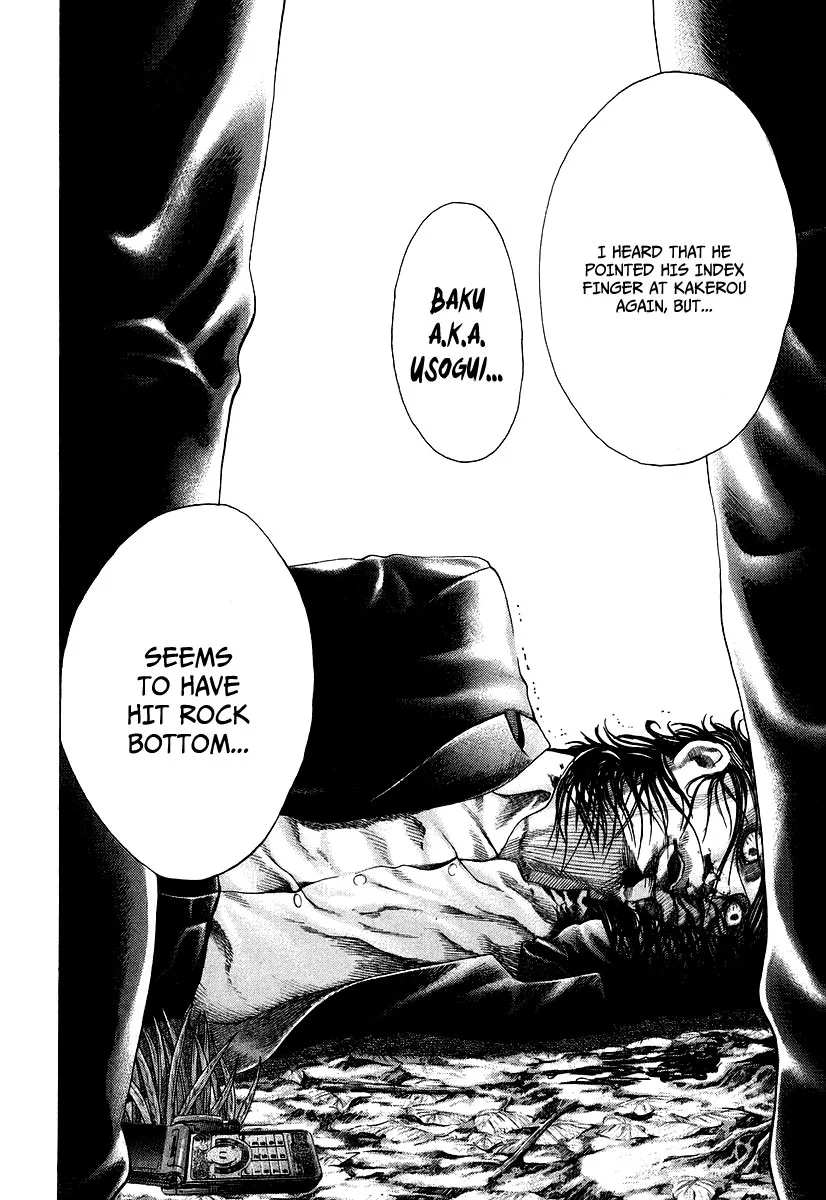 I HEARD THAT HE
POINTED HIS INDEX
FINGER AT KAKEROU
AGAIN, BUT...
BAKU
A.K.A.
USOGUI...
SEEMS
TO HAVE
HIT ROCK
BOTTOM...